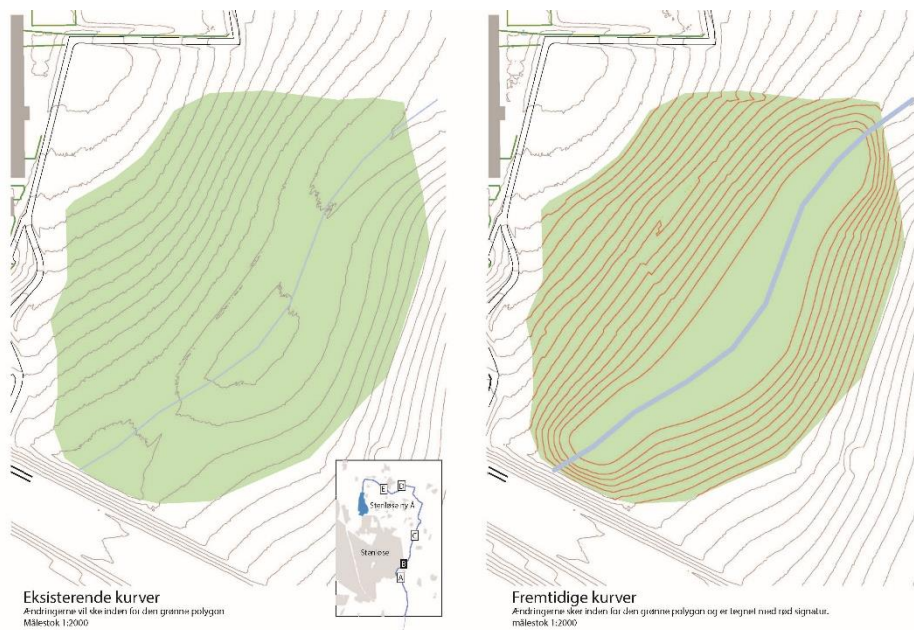 E
D
Stenløse ny Å
C
Stenløse
B
A
Eksisterende kurver
Ændringerne vil ske inden for den grønne polygon
Målestok 1:2000
Fremtidige kurver
Ændringerne sker inden for den grønne polygon og er tegnet med rød signatur.
målestok 1:2000